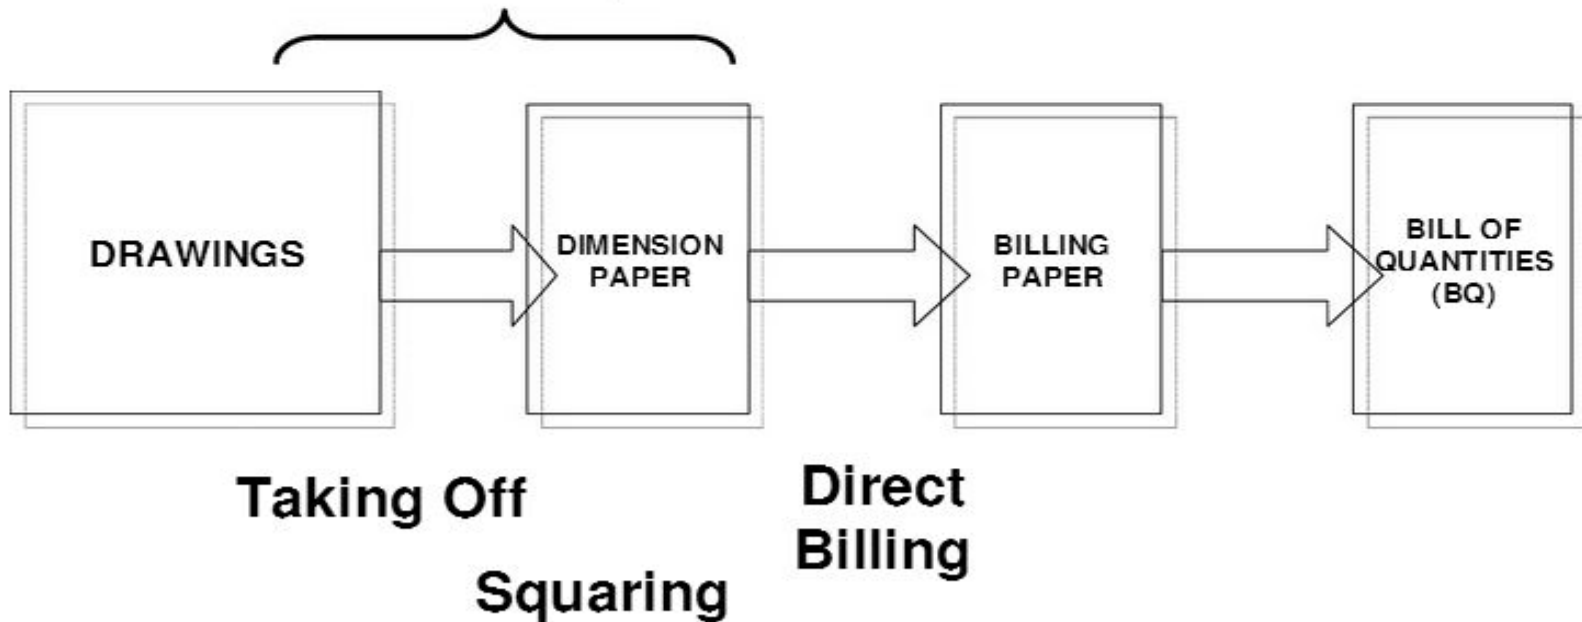 DRAWINGS
DIMENSION
PAPER
BILLING
PAPER
BILL OF
QUANTITIES
(BQ)
Taking Off
Direct
Billing
Squaring